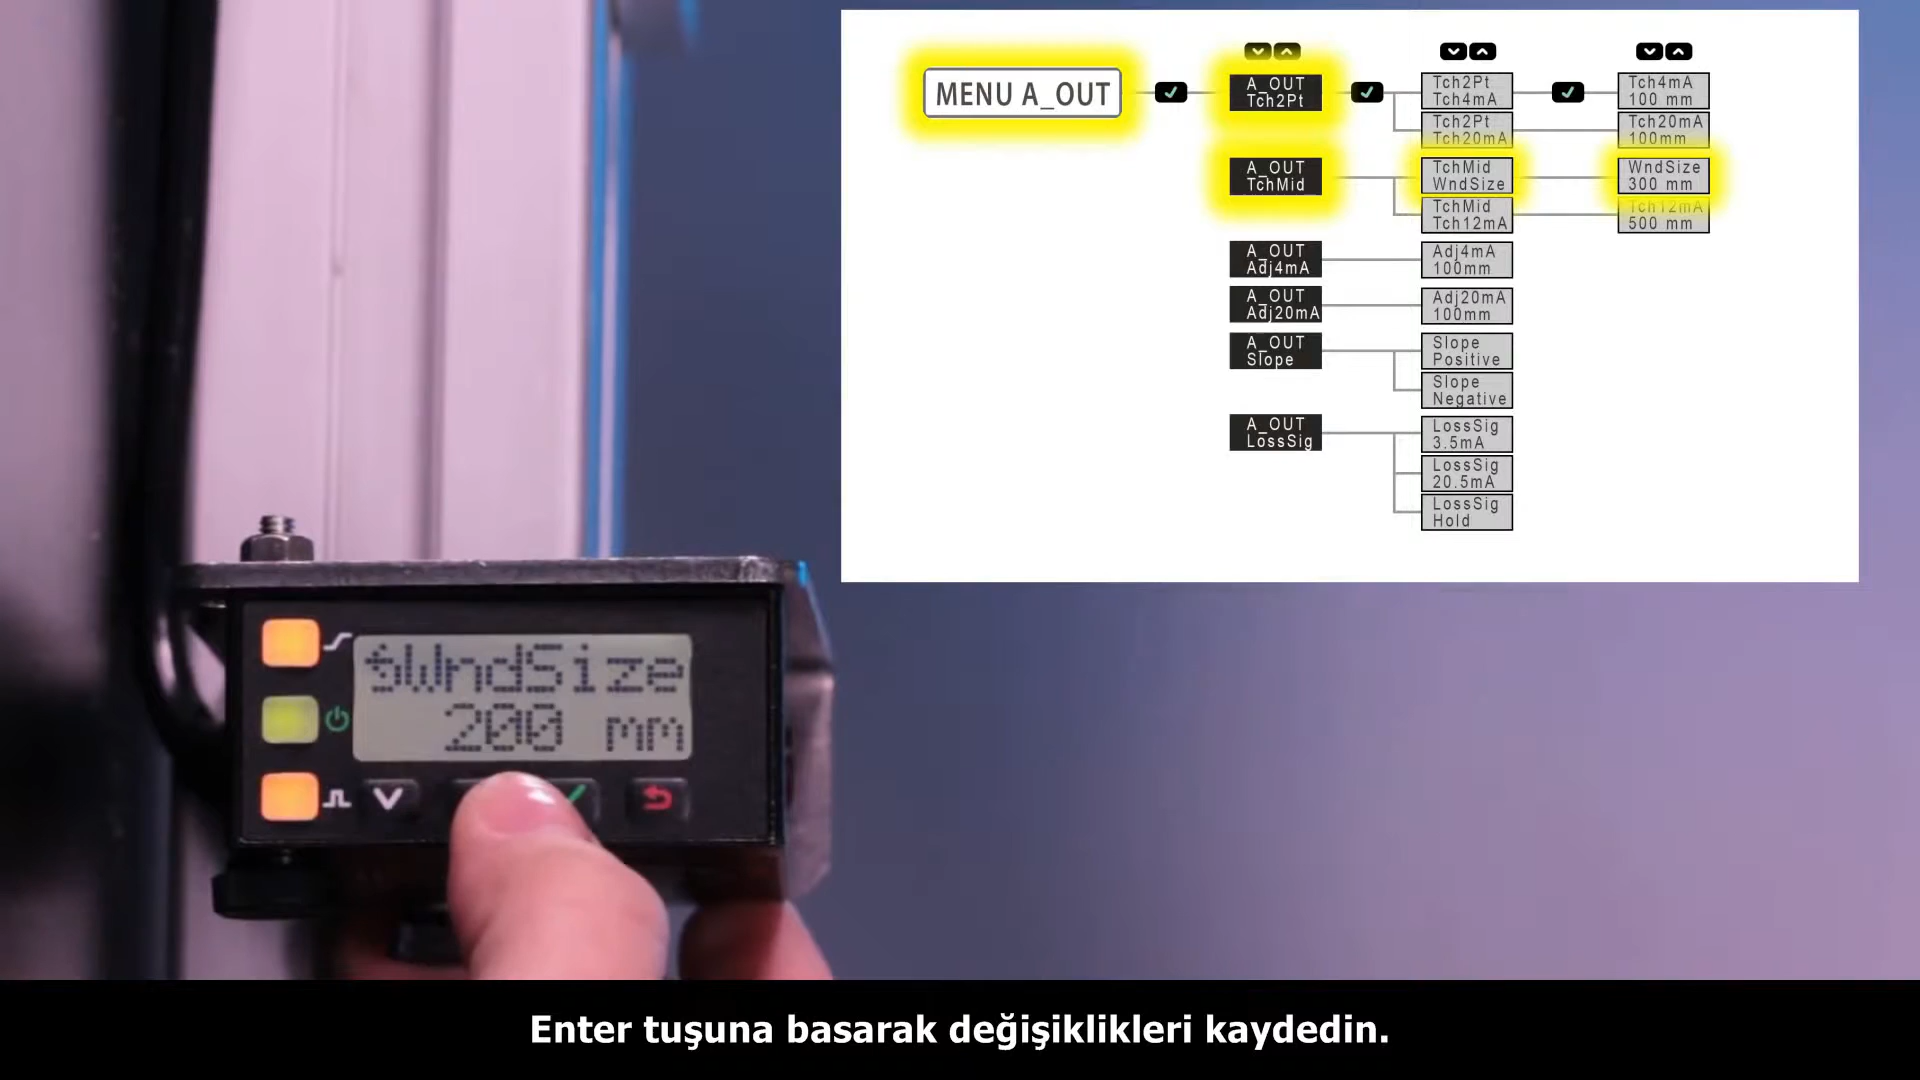 MENU A_OUT
A_OUT
Tch2Pt
Tch2Pt
Tch4mA
Tch4mA
100 mm
Tch2Pt
Tch20mA
Tch20mA
100mm
A_OUT
TchMid
TchMid
WndSize
WndSize
300 mm
TchMid
Tch12mA
Tch12mA
500 mm
A_OUT
Adj4mA
Adj4mA
100mm
A_OUT
Adj20mA
Adj20mA
100mm
A_OUT
Slope
Slope
Positive
Slope
Negative
A_OUT
LossSig
LossSig
3.5mA
LossSig
20.5mA
LossSig
Hold
WndSize
200 mm
Enter tuşuna basarak değişiklikleri kaydedin.